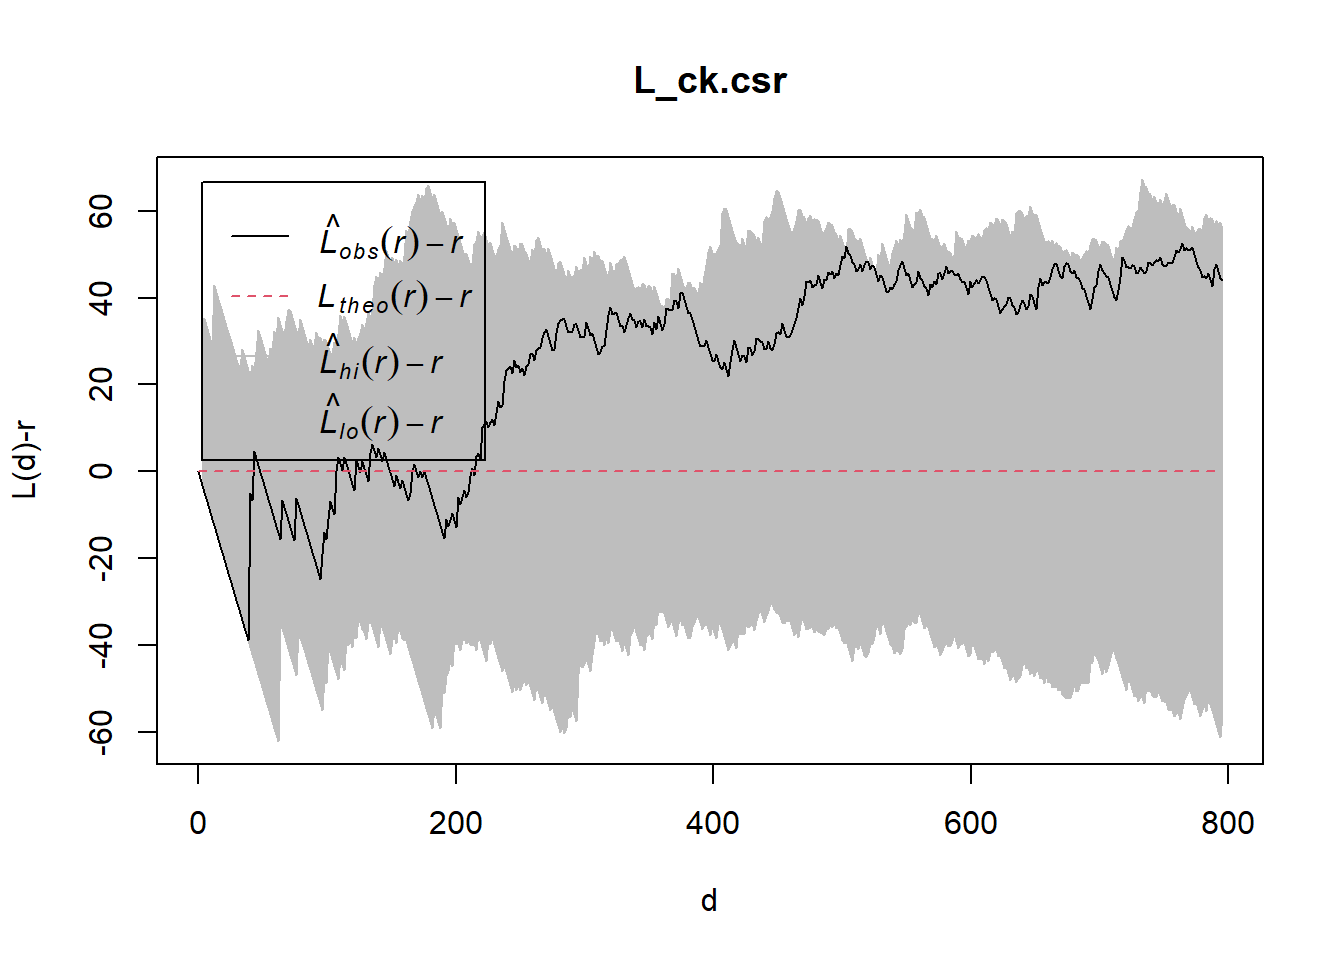 L_ck.csr
L̂obs(r) – r
Ltheo(r) – r
L̂hi(r) – r
L̂lo(r) – r
L(d)-r
60
40
20
0
-20
-40
-60
0 200 400 600 800
d